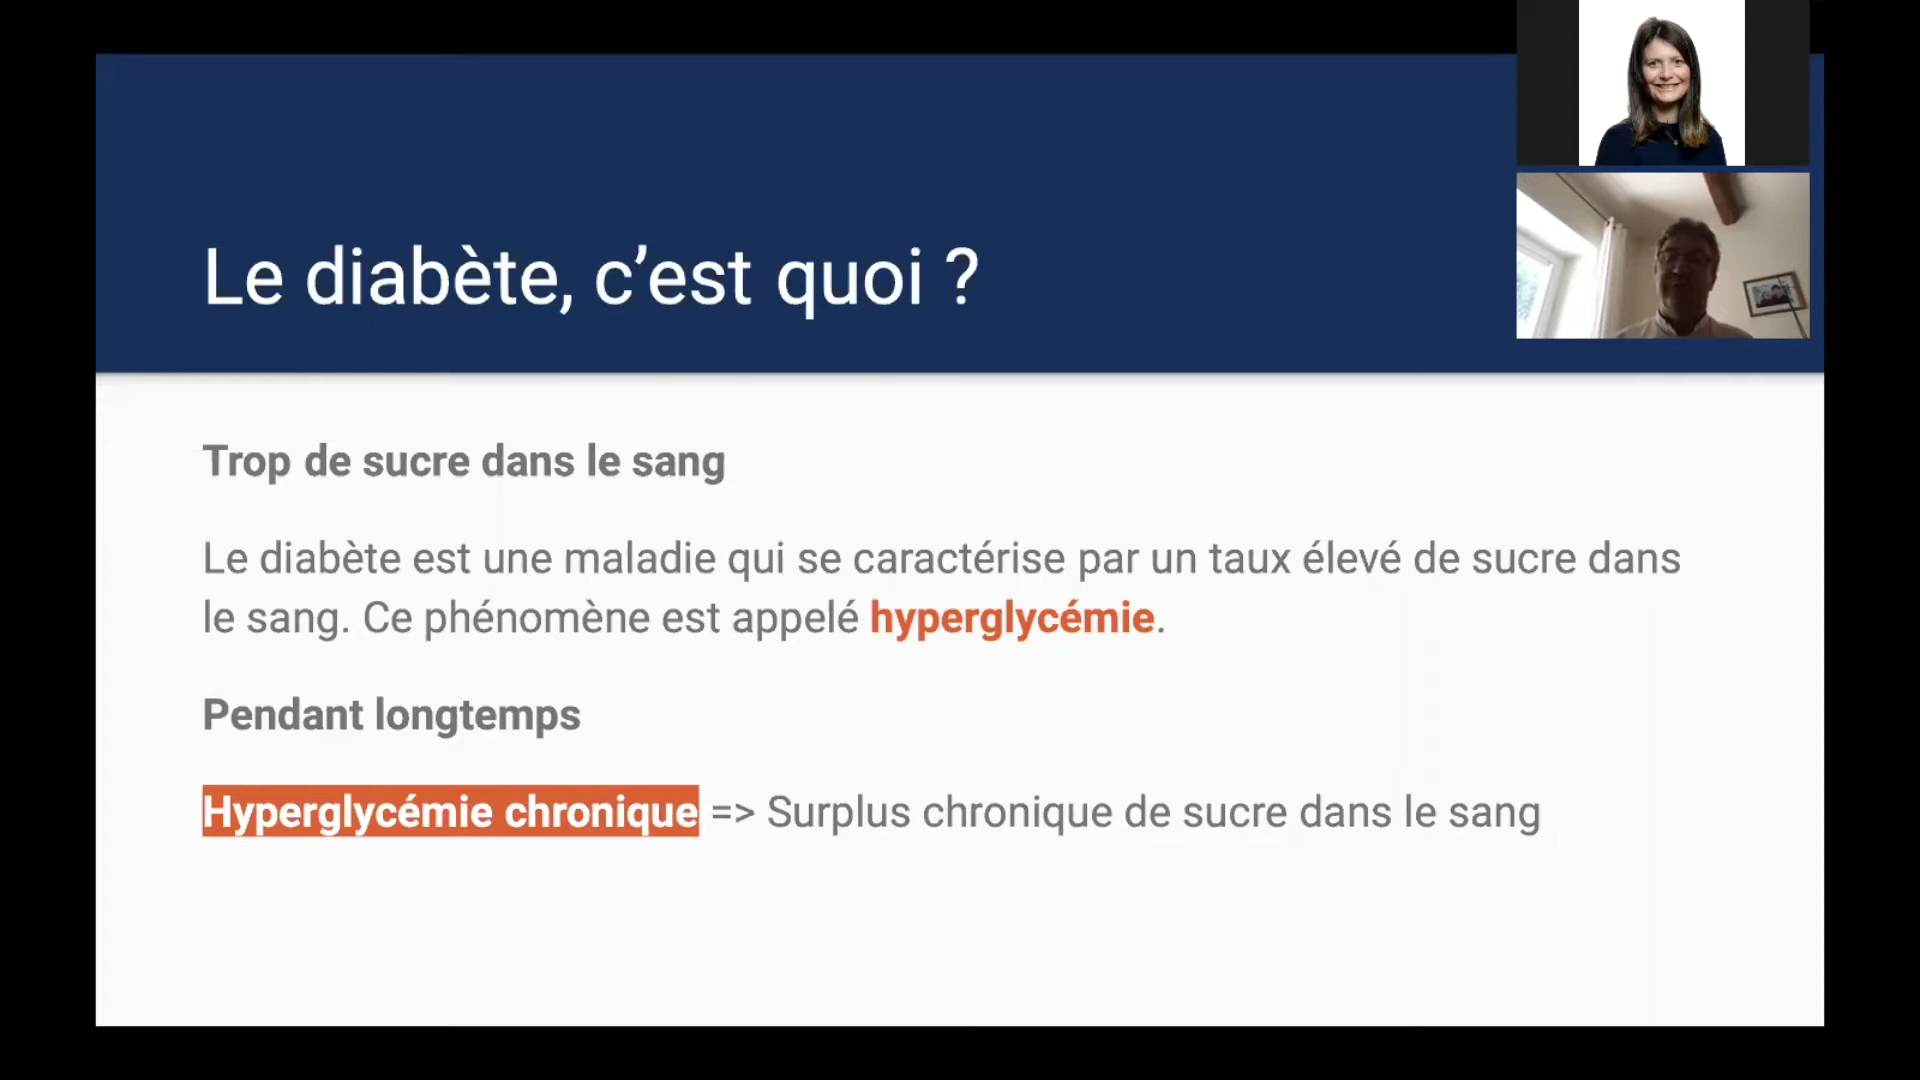 Le diabète, c’est quoi ?
Trop de sucre dans le sang
Le diabète est une maladie qui se caractérise par un taux élevé de sucre dans
le sang. Ce phénomène est appelé hyperglycémie.
Pendant longtemps
Hyperglycémie chronique => Surplus chronique de sucre dans le sang